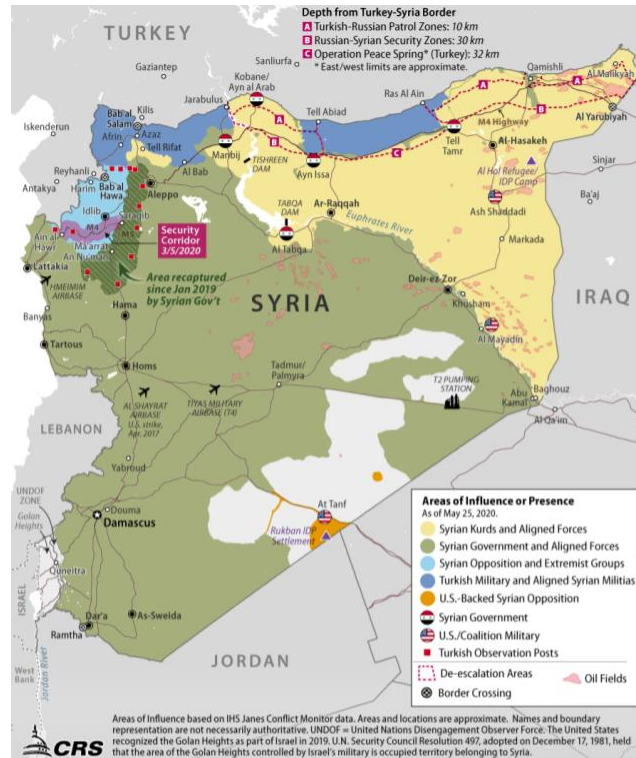 Depth from Turkey-Syria Border
A Turkish-Russian Patrol Zones: 10 km
B Russian-Syrian Security Zones: 30 km
C Operation Peace Spring* (Turkey): 32 km
* East/west limits are approximate.
TURKEY
Gaziantep
Sanliurfa
Kobane/
Ayn al Arab
Qamishli
Al Malikyah
Jarabulus
Kilis
Bab al
Salam
Azaz
Afrin
Tell Rifat
Iskenderun
Tell Abiad
Ras Al Ain
A
A
A
B
B
C
M4 Highway
Al Yarubiyah
Manbij
Al Bab
TISHREEN
DAM
Ayn Issa
Tell
Tamr
Al-Hasakeh
Reyhanli
Antakya
Harim
Bab al
Hawa
Aleppo
Al Hol Refugee/
IDP Camp
Sinjar
Ba'aj
Idlib
Saraqib
M4
M5
TABQA
DAM
Ar-Raqqah
Euphrates River
Ash Shaddadi
Ain al
Hawr
Ma'arrat
An Nu'man
Security
Corridor
3/5/2020
Al Tabqa
Markada
Lattakia
HMEIMIM
AIRBASE
Area recaptured
since Jan 2019
by Syrian Gov't
Deir-ez-Zor
Khusham
IRAQ
Banyas
Hama
SYRIA
Al Mayadin
Tartous
Homs
Tadmur/
Palmyra
T2 PUMPING
STATION
Abu
Kamal
Baghouz
Al Qa'im
AL SHAYRAT
AIRBASE
U.S. strike,
Apr. 2017
TIYAS MILITARY
AIRBASE (T4)
LEBANON
Yabroud
UNDOF
ZONE
Golan
Heights
Douma
Damascus
At Tanf
Rukban IDP
Settlement
Quneitra
ISRAEL
Dar'a
As-Sweida
Ramtha
West
Bank
Jordan River
JORDAN
Areas of Influence or Presence
As of May 25, 2020.
Syrian Kurds and Aligned Forces
Syrian Government and Aligned Forces
Syrian Opposition and Extremist Groups
Turkish Military and Aligned Syrian Militias
U.S.-Backed Syrian Opposition
Syrian Government
U.S./Coalition Military
Turkish Observation Posts
De-escalation Areas
Oil Fields
Border Crossing
CRS
Areas of Influence based on IHS Janes Conflict Monitor data. Areas and locations are approximate. Names and boundary
representation are not necessarily authoritative. UNDOF = United Nations Disengagement Observer Force. The United States
recognized the Golan Heights as part of Israel in 2019. U.N. Security Council Resolution 497, adopted on December 17, 1981, held
that the area of the Golan Heights controlled by Israel's military is occupied territory belonging to Syria.